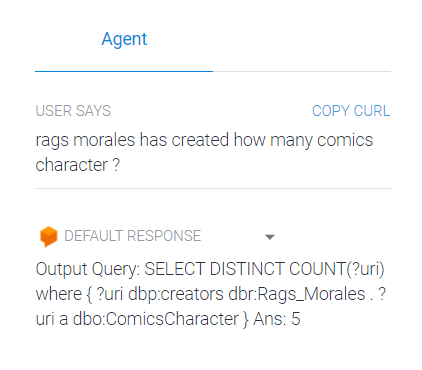 Agent
USER SAYS COPY CURL
rags morales has created how many comics
character ?
DEFAULT RESPONSE
Output Query: SELECT DISTINCT COUNT(?uri)
where { ?uri dbp:creators dbr:Rags_Morales . ?
uri a dbo:ComicsCharacter } Ans: 5